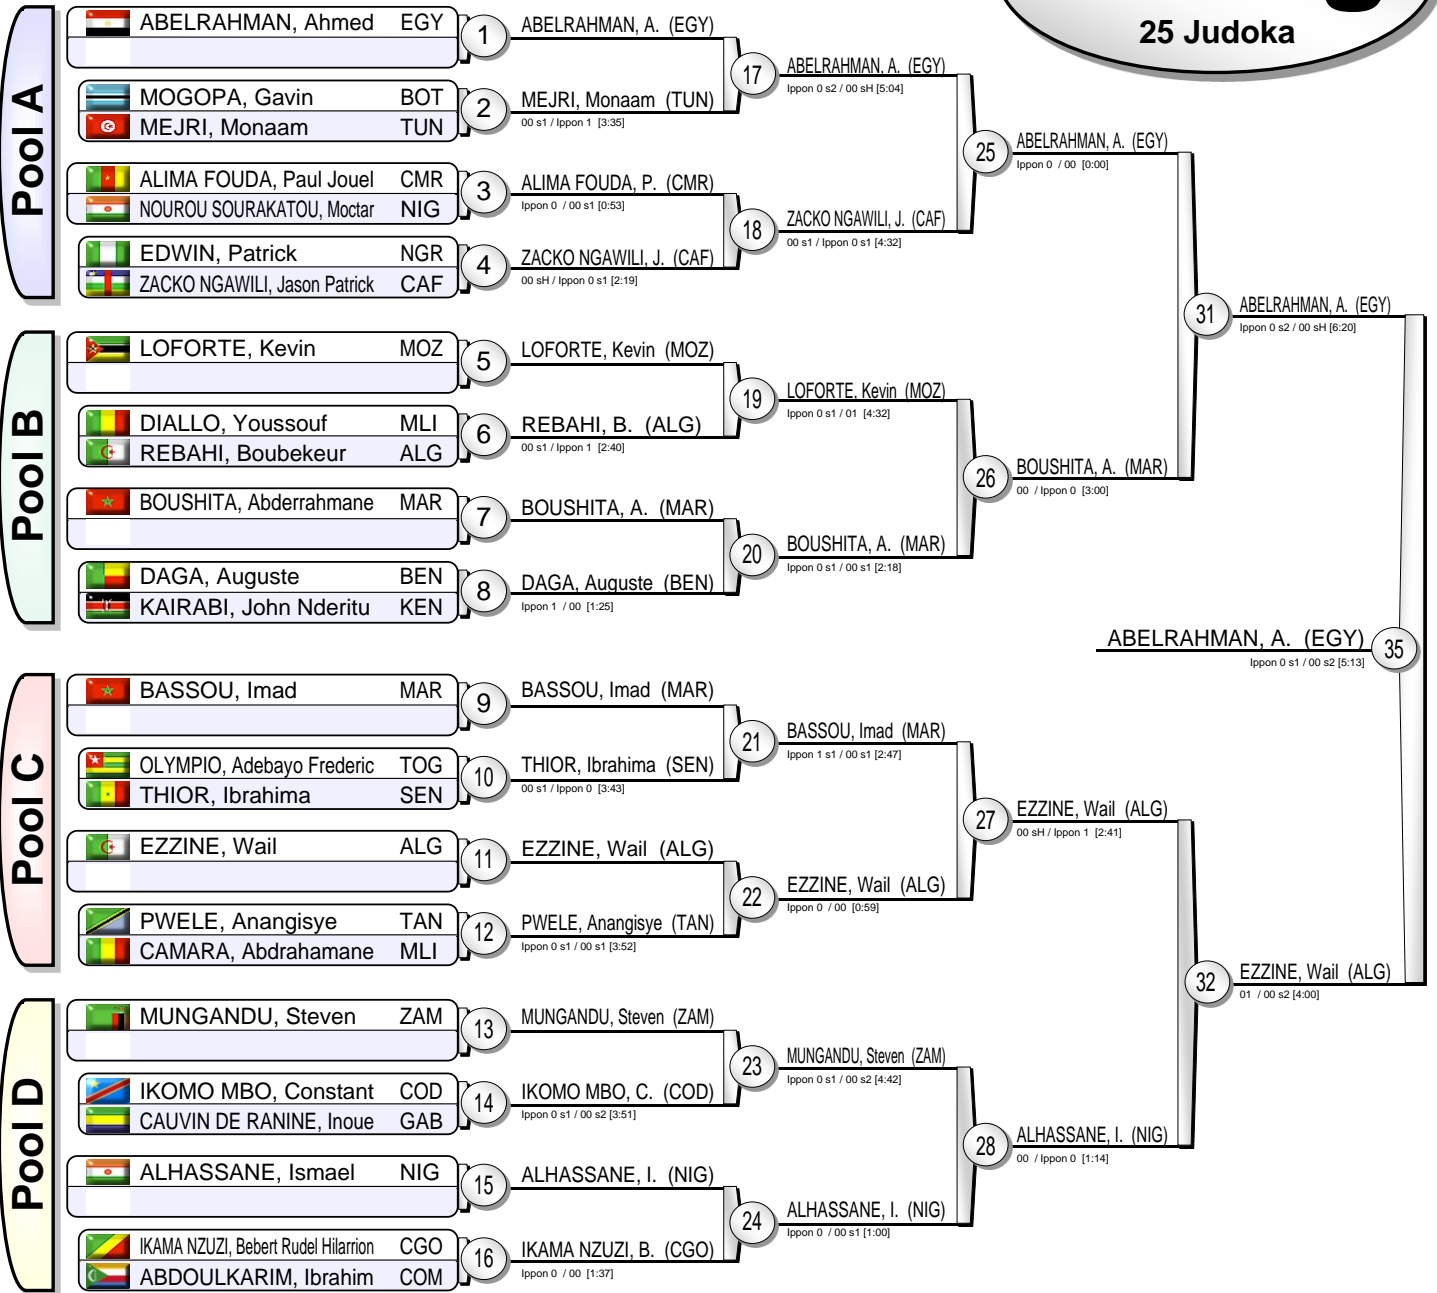 25 Judoka
Pool A
ABELRAHMAN, Ahmed EGY
MOGOPA, Gavin BOT
MEJRI, Monaam TUN
ALIMA FOUDA, Paul Jouel CMR
NOUROU SOURAKATOU, Moctar NIG
EDWIN, Patrick NGR
ZACKO NGAWILI, Jason Patrick CAF
Pool B
LOFORTE, Kevin MOZ
DIALLO, Youssouf MLI
REBAHI, Boubekeur ALG
BOUSHITA, Abderrahmane MAR
DAGA, Auguste BEN
KAIRABI, John Nderitu KEN
Pool C
BASSOU, Imad MAR
OLYMPIO, Adebayo Frederic TOG
THIOR, Ibrahima SEN
EZZINE, Wail ALG
PWELE, Anangisye TAN
CAMARA, Abdrahamane MLI
Pool D
MUNGANDU, Steven ZAM
IKOMO MBO, Constant COD
CAUVIN DE RANINE, Inoue GAB
ALHASSANE, Ismael NIG
IKAMA NZUZI, Bebert Rudel Hilarrion CGO
ABDOULKARIM, Ibrahim COM
1
ABELRAHMAN, A. (EGY)
2
MEJRI, Monaam (TUN)
00 s1 / Ippon 1 [3:35]
3
ALIMA FOUDA, P. (CMR)
Ippon 0 / 00 s1 [0:53]
4
ZACKO NGAWILI, J. (CAF)
00 sH / Ippon 0 s1 [2:19]
5
LOFORTE, Kevin (MOZ)
6
REBAHI, B. (ALG)
00 s1 / Ippon 1 [2:40]
7
BOUSHITA, A. (MAR)
8
DAGA, Auguste (BEN)
Ippon 1 / 00 [1:25]
9
BASSOU, Imad (MAR)
10
THIOR, Ibrahima (SEN)
00 s1 / Ippon 0 [3:43]
11
EZZINE, Wail (ALG)
12
PWELE, Anangisye (TAN)
Ippon 0 s1 / 00 s1 [3:52]
13
MUNGANDU, Steven (ZAM)
14
IKOMO MBO, C. (COD)
Ippon 0 s1 / 00 s2 [3:51]
15
ALHASSANE, I. (NIG)
16
IKAMA NZUZI, B. (CGO)
Ippon 0 / 00 [1:37]
17
ABELRAHMAN, A. (EGY)
Ippon 0 s2 / 00 sH [5:04]
18
ZACKO NGAWILI, J. (CAF)
00 s1 / Ippon 0 s1 [4:32]
19
LOFORTE, Kevin (MOZ)
Ippon 0 s1 / 01 [4:32]
20
BOUSHITA, A. (MAR)
Ippon 0 s1 / 00 s1 [2:18]
21
BASSOU, Imad (MAR)
Ippon 1 s1 / 00 s1 [2:47]
22
EZZINE, Wail (ALG)
Ippon 0 / 00 [0:59]
23
MUNGANDU, Steven (ZAM)
Ippon 0 s1 / 00 s2 [4:42]
24
ALHASSANE, I. (NIG)
Ippon 0 / 00 s1 [1:00]
25
ABELRAHMAN, A. (EGY)
Ippon 0 / 00 [0:00]
26
BOUSHITA, A. (MAR)
00 / Ippon 0 [3:00]
27
EZZINE, Wail (ALG)
00 sH / Ippon 1 [2:41]
28
ALHASSANE, I. (NIG)
00 / Ippon 0 [1:14]
31
ABELRAHMAN, A. (EGY)
Ippon 0 s2 / 00 sH [6:20]
32
EZZINE, Wail (ALG)
01 / 00 s2 [4:00]
ABELRAHMAN, A. (EGY)
35
Ippon 0 s1 / 00 s2 [5:13]